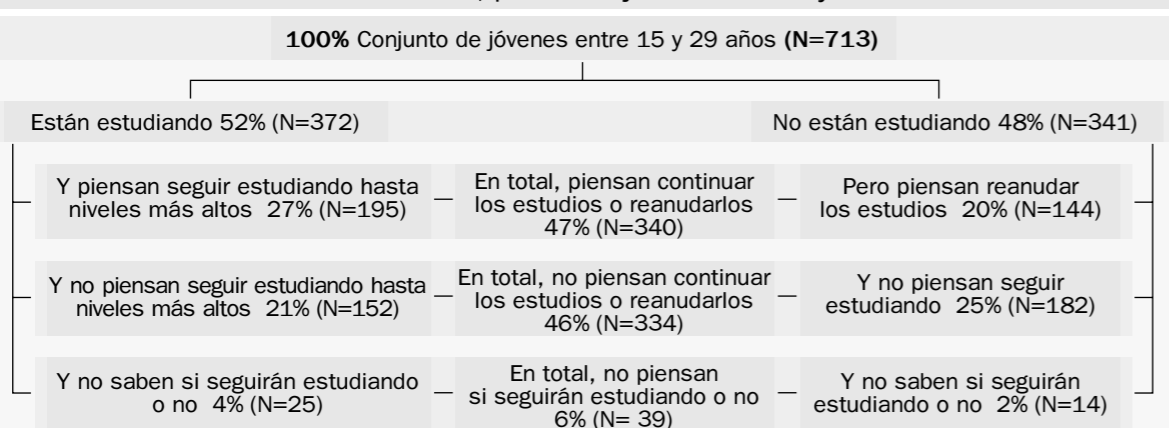 100% Conjunto de jóvenes entre 15 y 29 años (N=713)
Están estudiando 52% (N=372)
No están estudiando 48% (N=341)
Y piensan seguir estudiando hasta
niveles más altos 27% (N=195)
En total, piensan continuar
los estudios o reanudarlos
47% (N=340)
Pero piensan reanudar
los estudios 20% (N=144)
Y no piensan seguir estudiando hasta
niveles más altos 21% (N=152)
En total, no piensan continuar
los estudios o reanudarlos
46% (N=334)
Y no piensan seguir
estudiando 25% (N=182)
Y no saben si seguirán estudiando
o no 4% (N=25)
En total, no piensan
si seguirán estudiando o no
6% (N= 39)
Y no saben si seguirán
estudiando o no 2% (N=14)